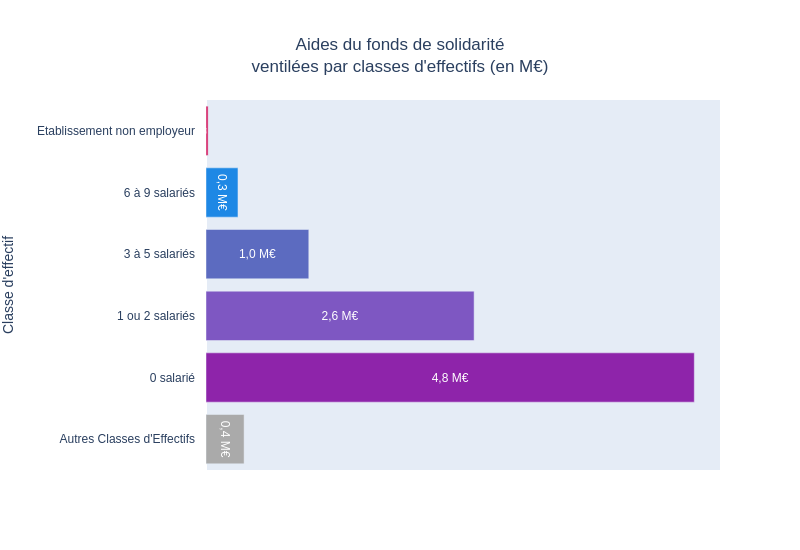 Aides du fonds de solidarité
ventilées par classes d'effectifs (en M€)
Classe d'effectif
Etablissement non employeur
6 à 9 salariés
0,3 M€
3 à 5 salariés
1,0 M€
1 ou 2 salariés
2,6 M€
0 salarié
4,8 M€
Autres Classes d'Effectifs
0,4 M€